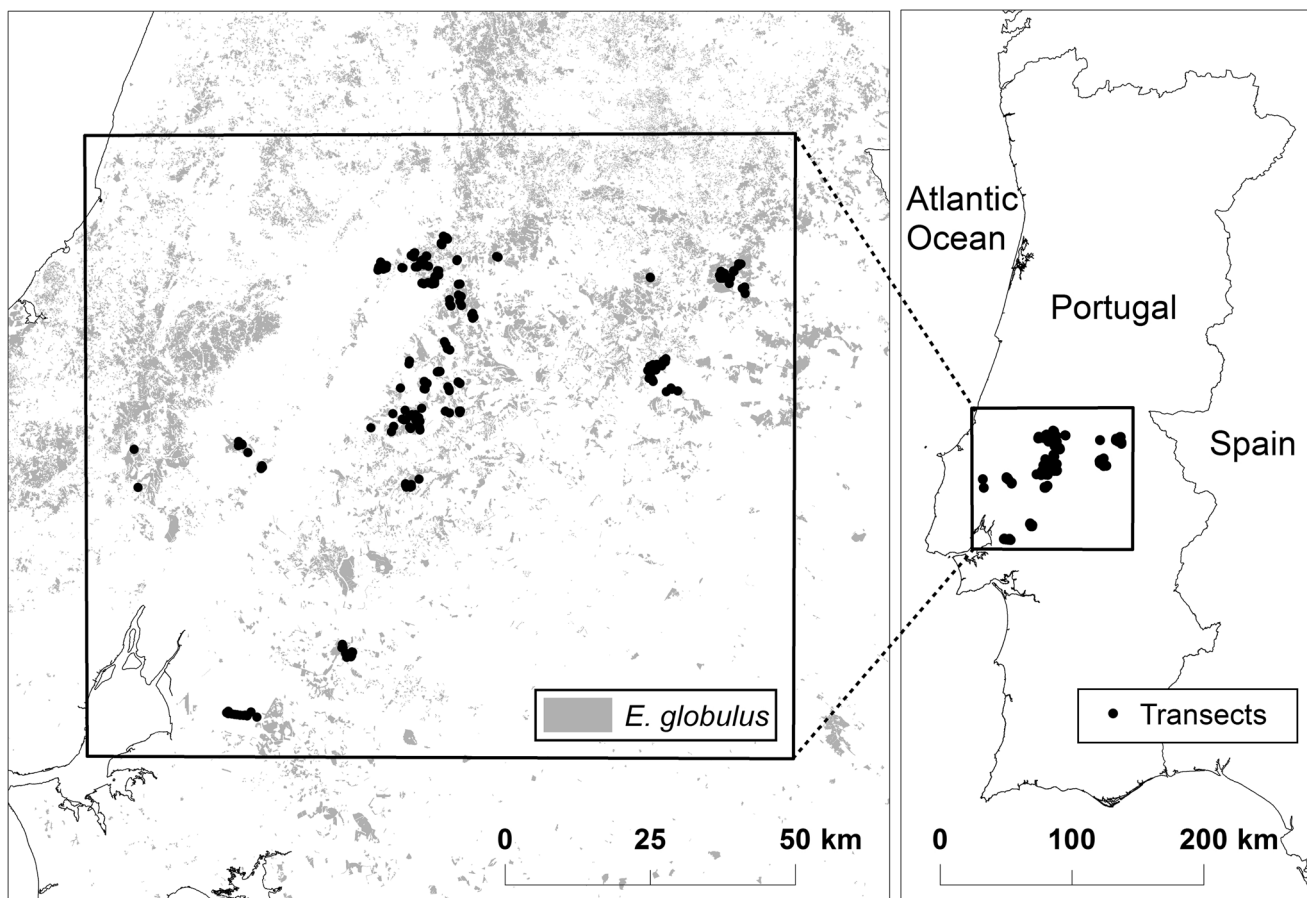 E. globulus
0 25 50 km
Atlantic
Ocean
Portugal
Spain
Transects
0 100 200 km